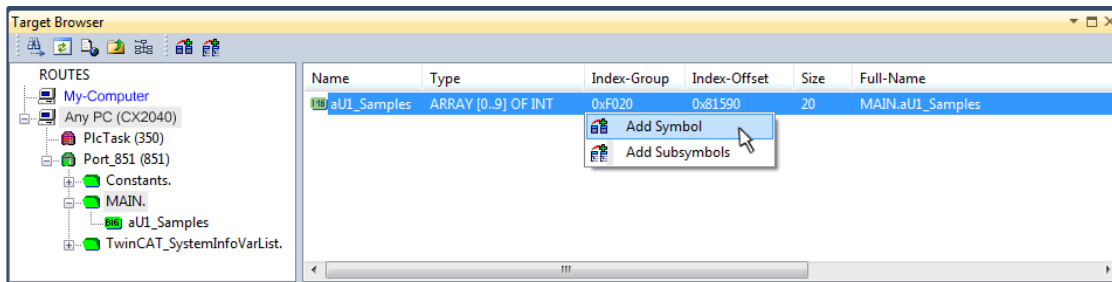 Target Browser
ROUTES
My-Computer
Any PC (CX2040)
PlcTask (350)
Port_851 (851)
Constants.
MAIN.
aU1_Samples
TwinCAT_SystemInfoVarList.
Name Type Index-Group Index-Offset Size Full-Name
aU1_Samples ARRAY [0..9] OF INT 0xF020 0x81590 20 MAIN.aU1_Samples
Add Symbol
Add Subsymbols